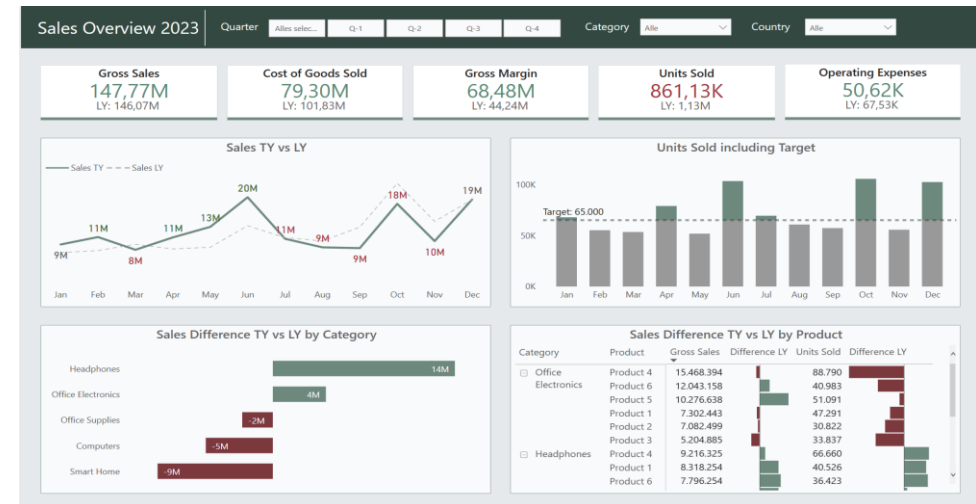 Sales Overview 2023
Quarter Alles selec... Q-1 Q-2 Q-3 Q-4 Category Alle Country Alle
Gross Sales
147,77M
LY: 146,07M
Cost of Goods Sold
79,30M
LY: 101,83M
Gross Margin
68,48M
LY: 44,24M
Units Sold
861,13K
LY: 1,13M
Operating Expenses
50,62K
LY: 67,53K
Sales TY vs LY
Sales TY Sales LY
9M 11M 8M 11M 13M 20M 11M 9M 9M 18M 10M 19M
Jan Feb Mar Apr May Jun Jul Aug Sep Oct Nov Dec
Units Sold including Target
100K
Target: 65.000
50K
0K
Jan Feb Mar Apr May Jun Jul Aug Sep Oct Nov Dec
Sales Difference TY vs LY by Category
Headphones 14M
Office Electronics 4M
Office Supplies -2M
Computers -5M
Smart Home -9M
Sales Difference TY vs LY by Product
Category Product Gross Sales Difference LY Units Sold Difference LY
Office Electronics Product 4 15.468.394 88.790
Product 6 12.043.158 40.983
Product 5 10.276.638 51.091
Product 1 7.302.443 47.291
Product 2 7.082.499 30.822
Product 3 5.204.885 33.837
Headphones Product 4 9.216.325 66.660
Product 1 8.318.254 40.526
Product 6 7.796.254 36.423